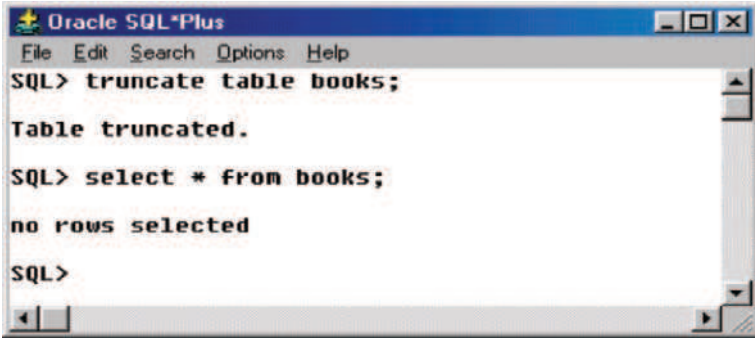 Oracle SQL*Plus
File Edit Search Options Help
SQL> truncate table books;
Table truncated.
SQL> select * from books;
no rows selected
SQL>